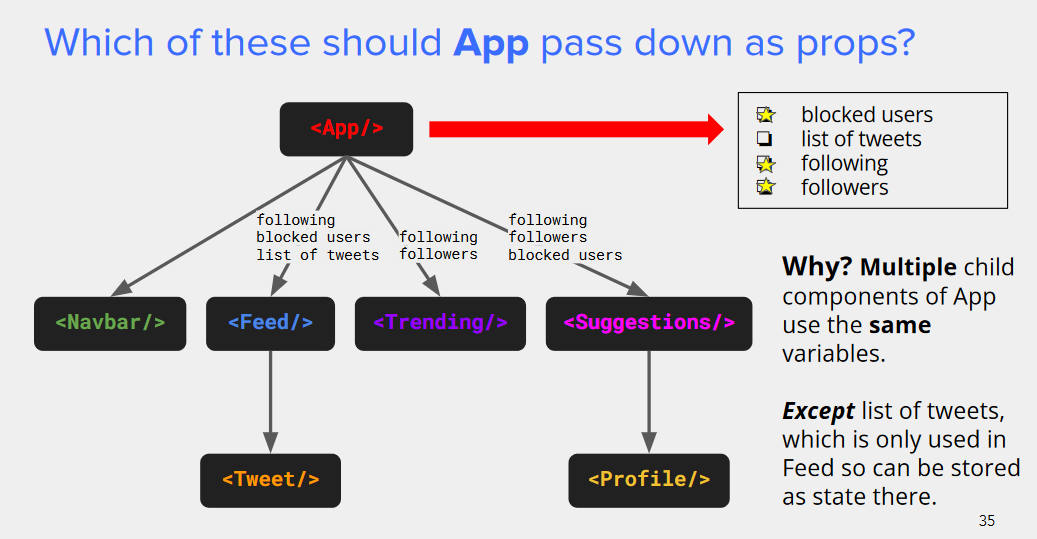 Which of these should App pass down as props?
<App/>
blocked users
list of tweets
following
followers
following
blocked users
list of tweets
following
followers
following
followers
blocked users
<Navbar/>
<Feed/>
<Trending/>
<Suggestions/>
<Tweet/>
<Profile/>
Why? Multiple child
components of App
use the same
variables.
Except list of tweets,
which is only used in
Feed so can be stored
as state there.
35